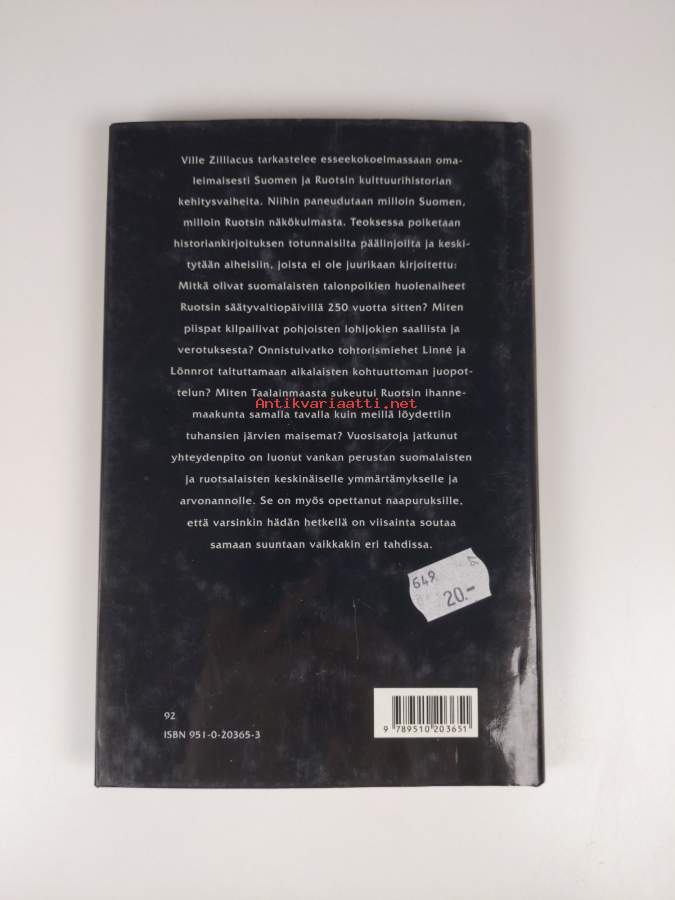 Ville Zilliacus tarkastelee esseekokoelmassaan oma-
leimaisesti Suomen ja Ruotsin kulttuurihistorian
kehitysvaiheita. Niihin paneudutaan milloin Suomen,
milloin Ruotsin näkökulmasta. Teoksessa poiketaan
historiankirjoituksen totunnaisilta päälinjoilta ja keski-
tytään aiheisiin, joista ei ole juurikaan kirjoitettu:
Mitkä olivat suomalaisten talonpoikien huolenaiheet
Ruotsin säätyvaltiopäivillä 250 vuotta sitten? Miten
piispat kilpailivat pohjoisten lohijokien saaliista ja
verotuksesta? Onnistuivatko tohtorismiehet Linné ja
Lönnrot taltuttamaan aikalaisten kohtuuttoman juopot-
telun? Miten Taalainmaasta sukeutui Ruotsin ihanne-
Antikvariaatti.net
maakunta samalla tavalla kuin meillä löydettiin
tuhansien järvien maisemat? Vuosisatoja jatkunut
yhteydenpito on luonut vankan perustan suomalaisten
ja ruotsalaisten keskinäiselle ymmärtämykselle ja
arvonannolle. Se on myös opettanut naapuruksille,
että varsinkin hädän hetkellä on viisainta soutaa
samaan suuntaan vaikkakin eri tahdissa.
649
20.-
92
ISBN 951-0-20365-3
9 789510 203651